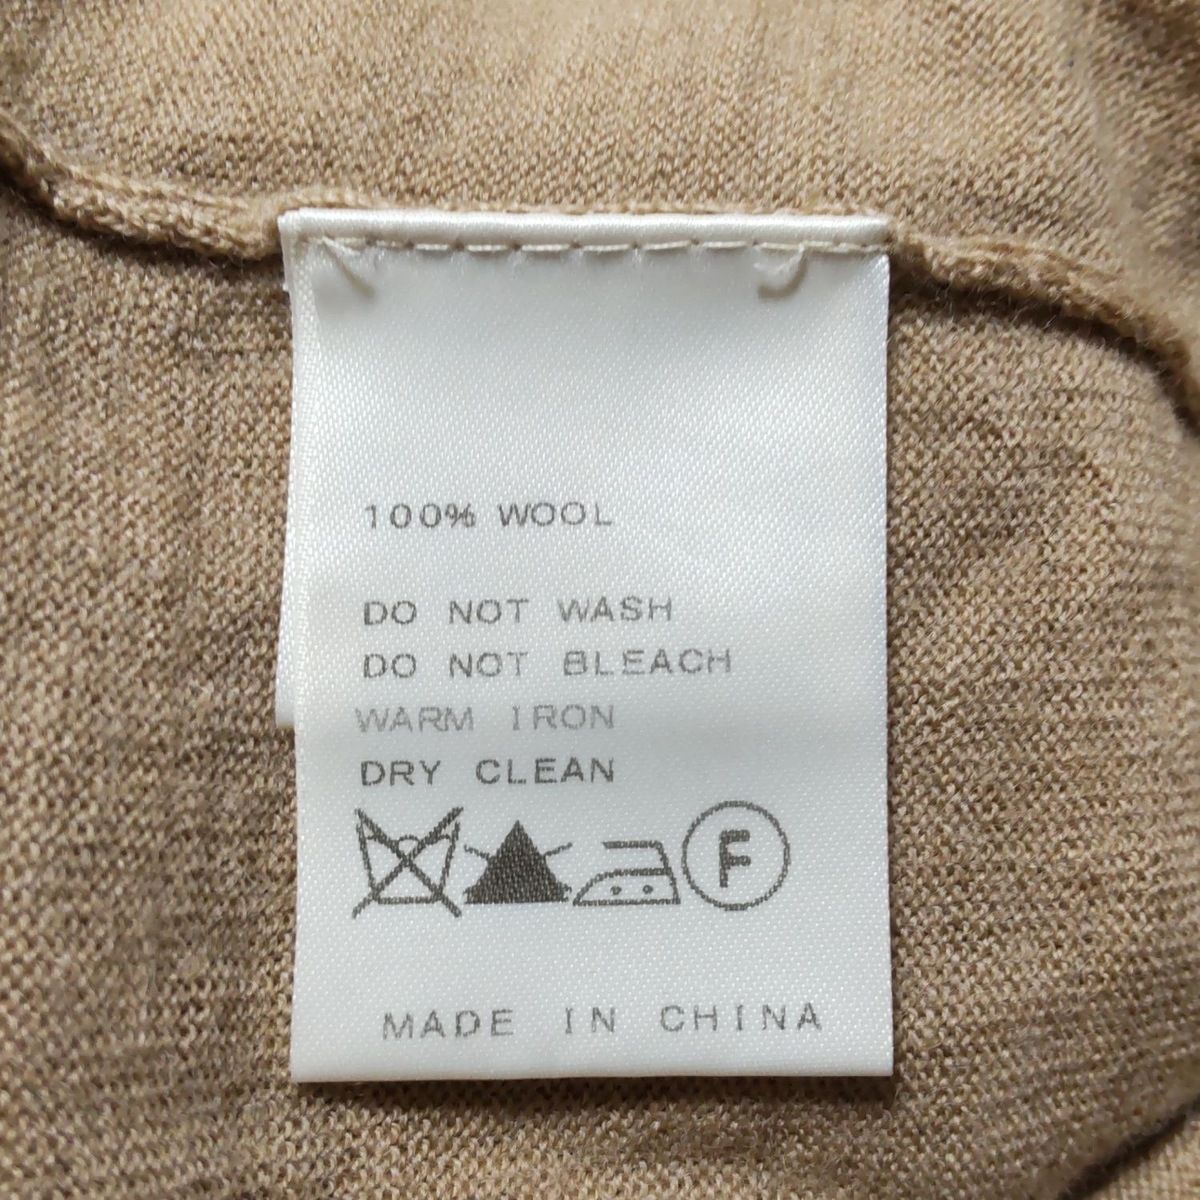 100% WOOL
DO NOT WASH
DO NOT BLEACH
WARM IRON
DRY CLEAN
F
MADE IN CHINA